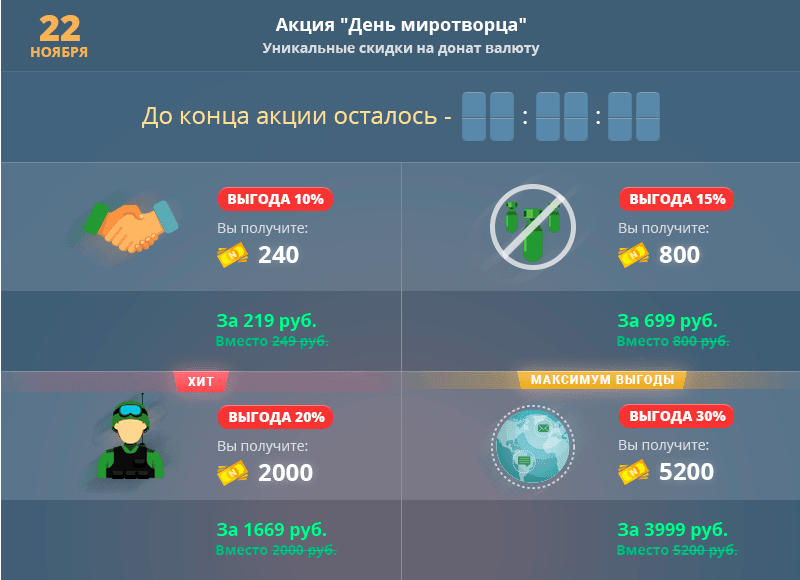 22
НОЯБРЯ
Акция "День миротворца"
Уникальные скидки на донат валюту
До конца акции осталось - : :
ВЫГОДА 10%
Вы получите:
240
За 219 руб.
Вместо 249 руб.
ВЫГОДА 15%
Вы получите:
800
За 699 руб.
Вместо 800 руб.
ХИТ
ВЫГОДА 20%
Вы получите:
2000
За 1669 руб.
Вместо 2000 руб.
МАКСИМУМ ВЫГОДЫ
ВЫГОДА 30%
Вы получите:
5200
За 3999 руб.
Вместо 5200 руб.